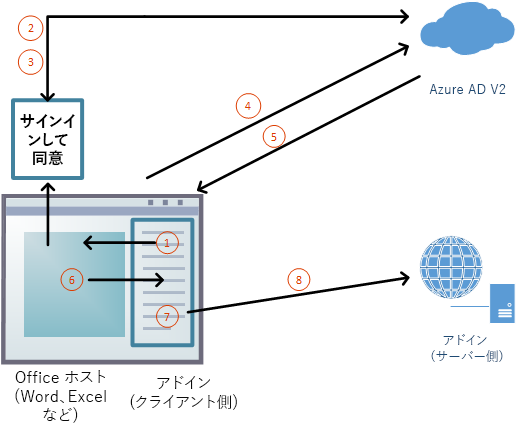 2
3
Azure AD V2
サインイ
ンして
同意
4
5
1
6
7
8
アドイン
(サーバー側)
Office ホスト
(Word、Excel
など)
アドイン
(クライアント側)